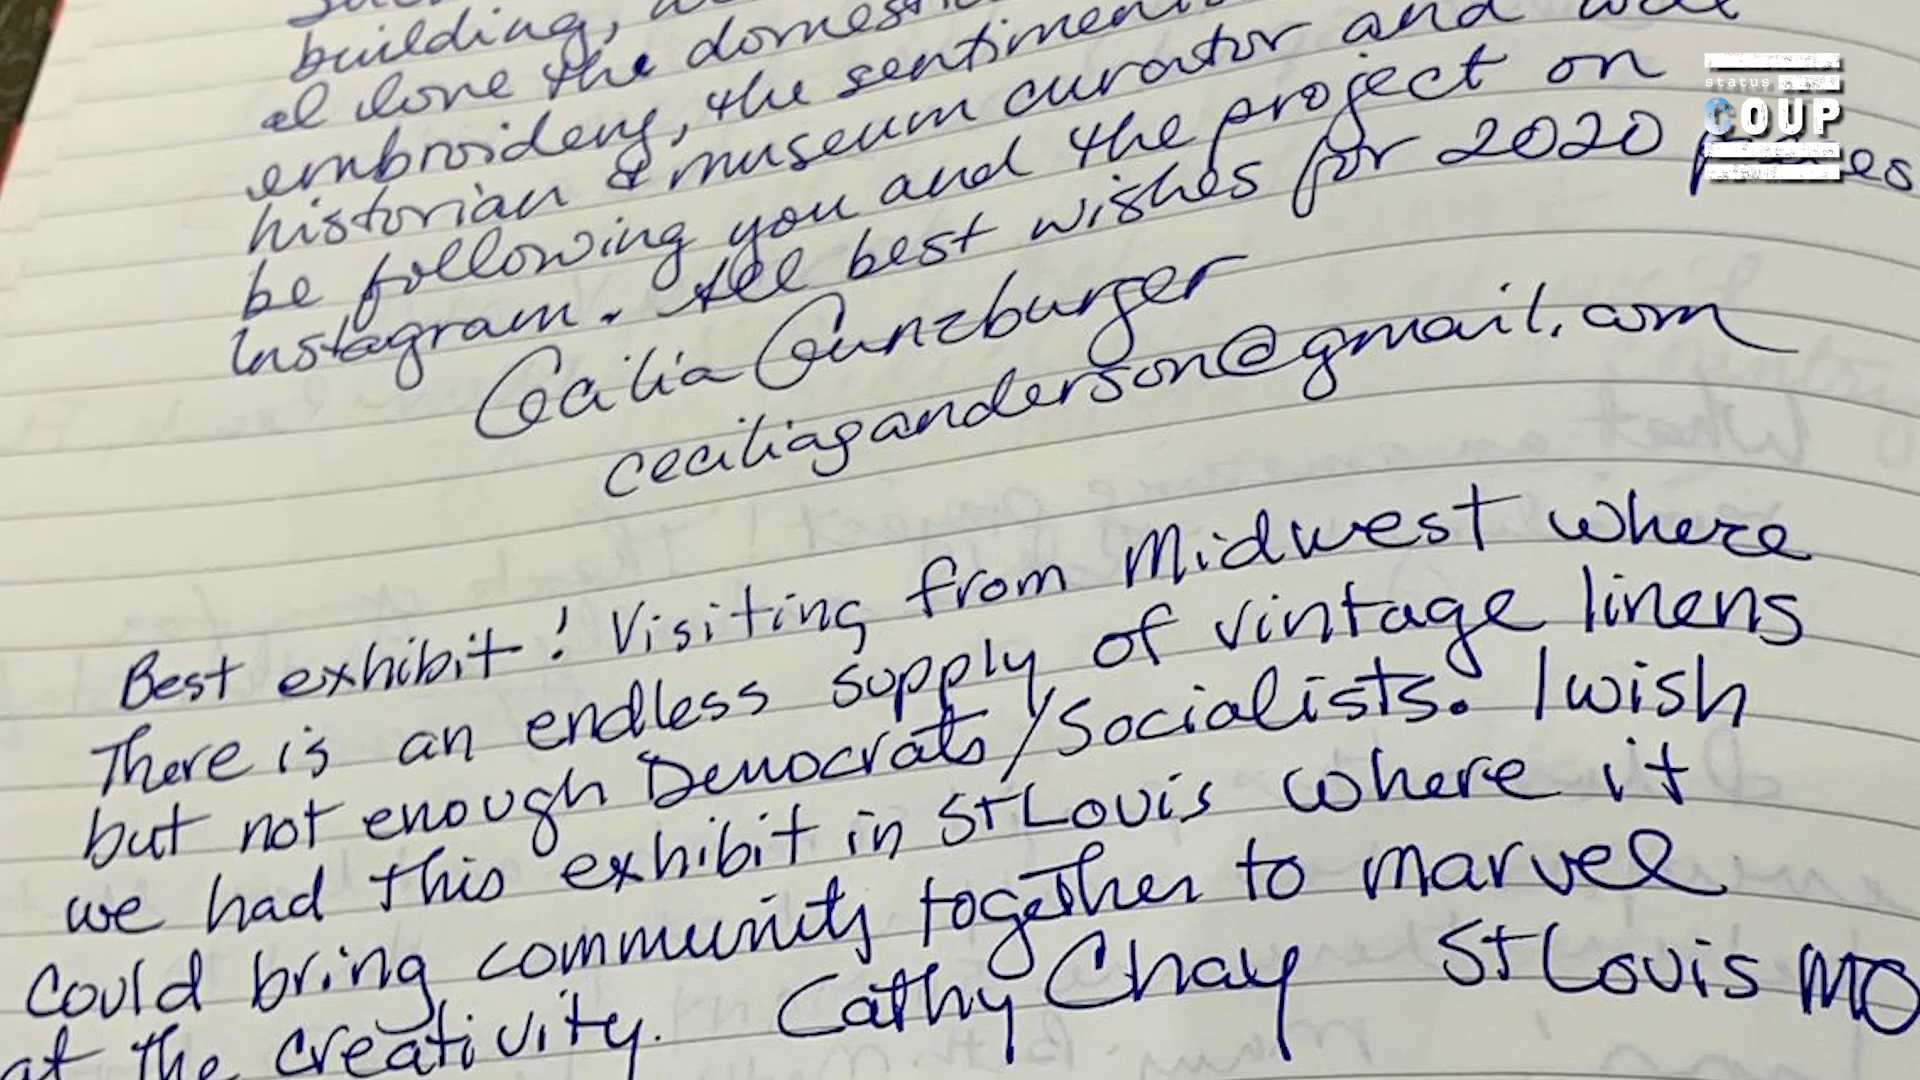 building,
I love the domestic
embroidery, the sentiment
historian & museum curator and will
be following you and the project on
Instagram. All best wishes for 2020
Cecilia Gunzburger
ceciliaganderson@gmail.com
Best exhibit! Visiting from Midwest where
There is an endless supply of vintage linens
but not enough Democrats/Socialists. I wish
we had this exhibit in St Louis where it
could bring community together to marvel
at the creativity. Cathy Chay St Louis MO
status
COUP